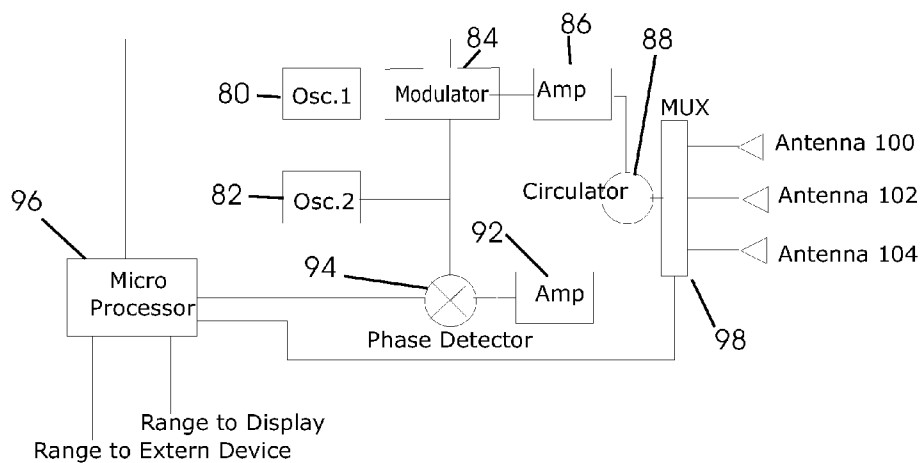 84
86
88
80
Osc.1
Modulator
Amp
MUX
Antenna 100
82
Osc.2
Circulator
Antenna 102
96
92
94
Antenna 104
Micro
Processor
Amp
98
Phase Detector
Range to Display
Range to Extern Device